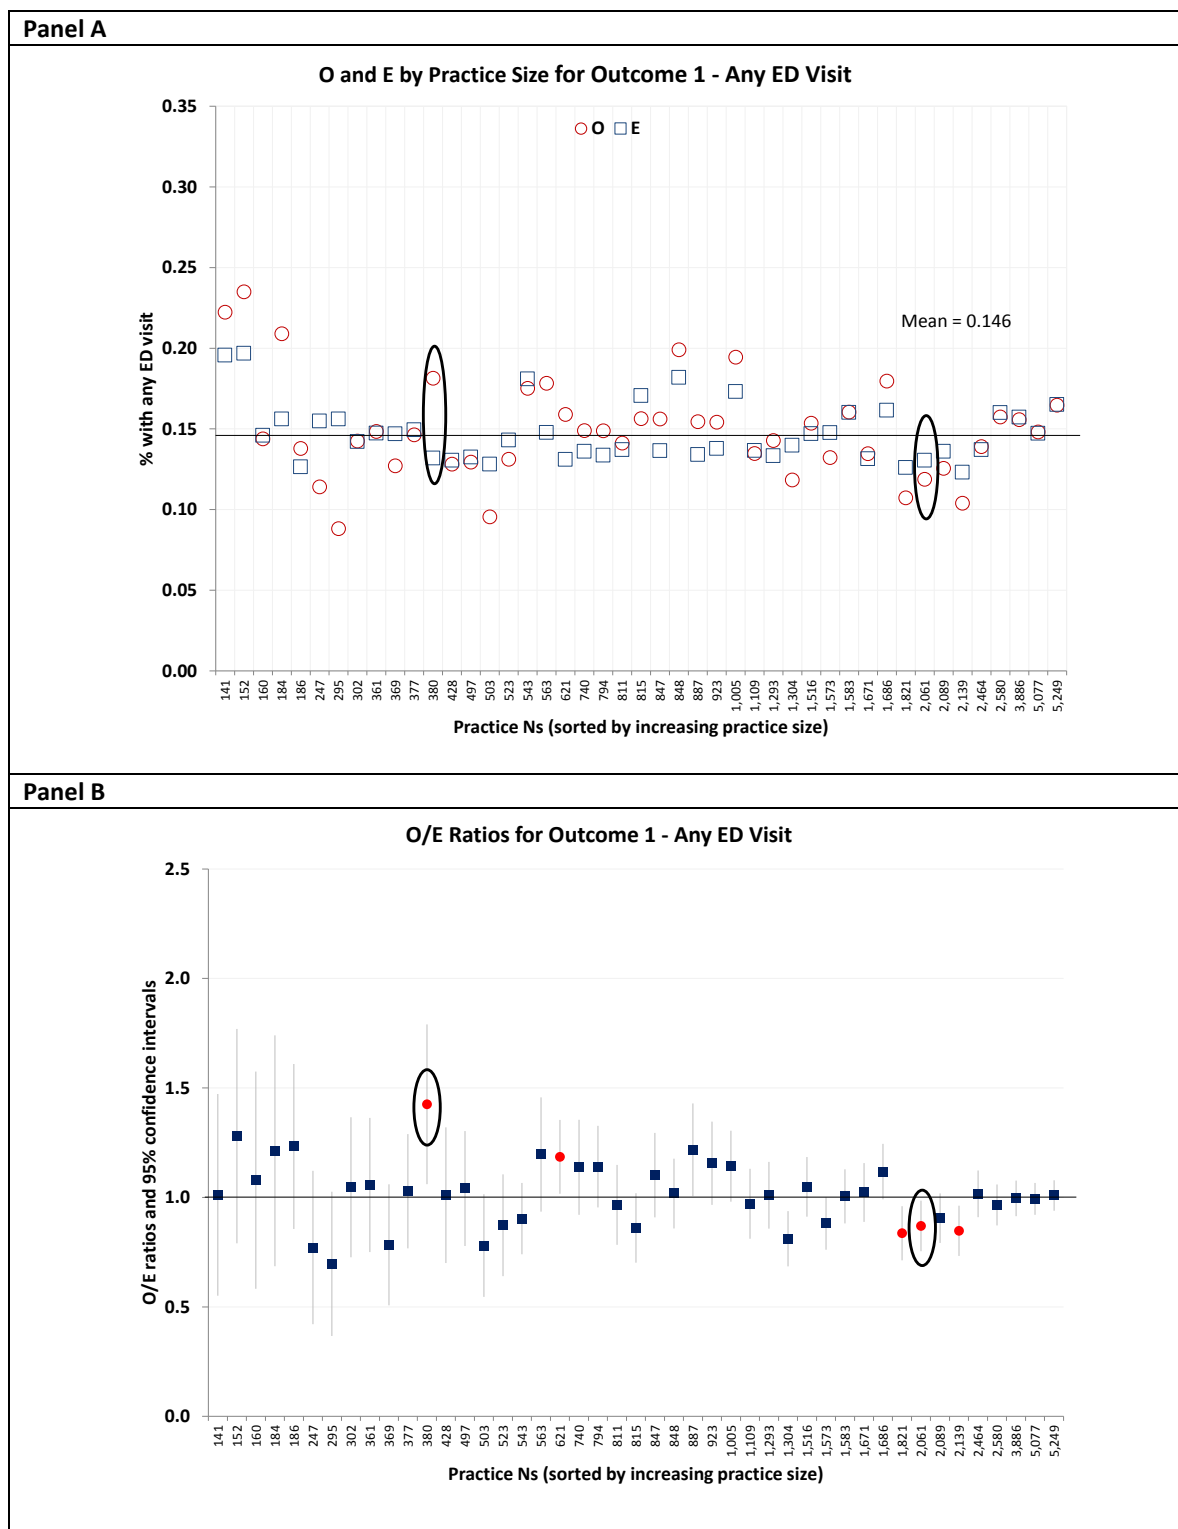 Panel A
O and E by Practice Size for Outcome 1 - Any ED Visit
0.35
O E
0.30
0.25
Mean = 0.146
0.20
0.15
0.10
0.05
0.00
% with any ED visit
141 152 160 184 186 247 295 302 361 369 377 380 428 497 503 523 543 563 621 740 794 811 815 847 848 887 923 1,005 1,109 1,293 1,304 1,516 1,573 1,583 1,671 1,686 1,821 2,061 2,089 2,139 2,464 2,580 3,886 5,077 5,249
Practice Ns (sorted by increasing practice size)
Panel B
O/E Ratios for Outcome 1 - Any ED Visit
2.5
2.0
1.5
1.0
0.5
0.0
O/E ratios and 95% confidence intervals
141 152 160 184 186 247 295 302 361 369 377 380 428 497 503 523 543 563 621 740 794 811 815 847 848 887 923 1,005 1,109 1,293 1,304 1,516 1,573 1,583 1,671 1,686 1,821 2,061 2,089 2,139 2,464 2,580 3,886 5,077 5,249
Practice Ns (sorted by increasing practice size)